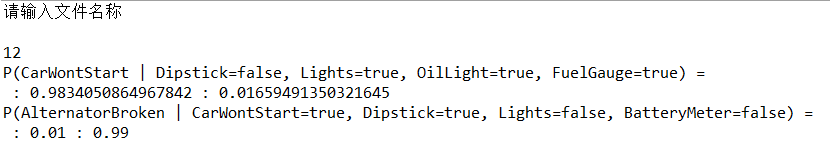 请输入文件名称
12
P(CarWontStart | Dipstick=false, Lights=true, OilLight=true, FuelGauge=true) =
 : 0.9834050864967842 : 0.01659491350321645
P(AlternatorBroken | CarWontStart=true, Dipstick=true, Lights=false, BatteryMeter=false) =
 : 0.01 : 0.99